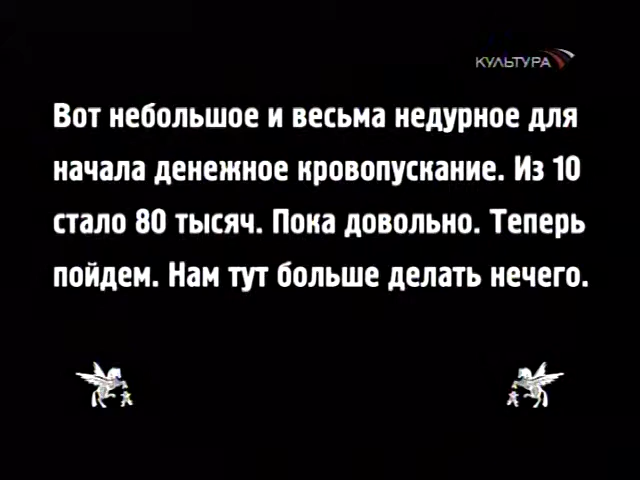 КУЛЬТУРА
Вот небольшое и весьма недурное для
начала денежное кровопускание. Из 10
стало 80 тысяч. Пока довольно. Теперь
пойдем. Нам тут больше делать нечего.